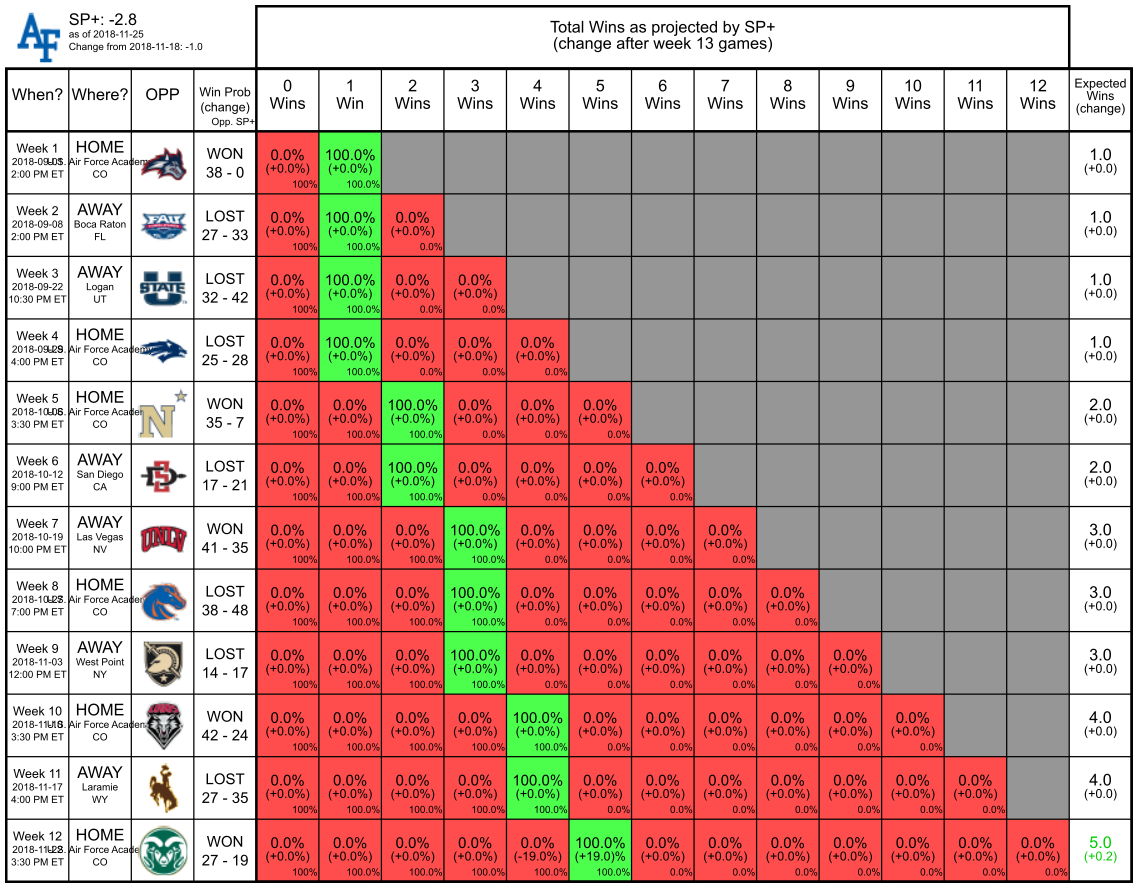 AF
SP+: -2.8
as of 2018-11-25
Change from 2018-11-18: -1.0
Total Wins as projected by SP+
(change after week 13 games)
When? Where? OPP Win Prob (change) Opp. SP+
0 Wins 1 Win 2 Wins 3 Wins 4 Wins 5 Wins 6 Wins 7 Wins 8 Wins 9 Wins 10 Wins 11 Wins 12 Wins
Expected Wins (change)
Week 1 HOME WON 0.0% 100.0% 1.0
Air Force Academy (+0.0%) (+0.0%) (+0.0)
2:00 PM ET CO 38 - 0 100% 100.0%
Week 2 AWAY FAU LOST 0.0% 100.0% 0.0% 1.0
2018-09-08 Boca Raton (+0.0%) (+0.0%) (+0.0%) (+0.0)
2:00 PM ET FL 27 - 33 100% 100.0% 0.0%
Week 3 AWAY U STATE LOST 0.0% 100.0% 0.0% 0.0% 1.0
2018-09-22 Logan (+0.0%) (+0.0%) (+0.0%) (+0.0%) (+0.0)
10:30 PM ET UT 32 - 42 100% 100.0% 0.0% 0.0%
Week 4 HOME LOST 0.0% 100.0% 0.0% 0.0% 0.0% 1.0
Air Force Academy (+0.0%) (+0.0%) (+0.0%) (+0.0%) (+0.0%) (+0.0)
4:00 PM ET CO 25 - 28 100% 100.0% 0.0% 0.0% 0.0%
Week 5 HOME N WON 0.0% 0.0% 100.0% 0.0% 0.0% 0.0% 2.0
Air Force (+0.0%) (+0.0%) (+0.0%) (+0.0%) (+0.0%) (+0.0%) (+0.0)
3:30 PM ET CO 35 - 7 100% 100.0% 100.0% 0.0% 0.0% 0.0%
Week 6 AWAY SD LOST 0.0% 0.0% 100.0% 0.0% 0.0% 0.0% 0.0% 2.0
2018-10-12 San Diego (+0.0%) (+0.0%) (+0.0%) (+0.0%) (+0.0%) (+0.0%) (+0.0%) (+0.0)
9:00 PM ET CA 17 - 21 100% 100.0% 100.0% 0.0% 0.0% 0.0% 0.0%
Week 7 AWAY UNLV WON 0.0% 0.0% 0.0% 100.0% 0.0% 0.0% 0.0% 0.0% 3.0
2018-10-19 Las Vegas (+0.0%) (+0.0%) (+0.0%) (+0.0%) (+0.0%) (+0.0%) (+0.0%) (+0.0%) (+0.0)
10:00 PM ET NV 41 - 35 100% 100.0% 100.0% 100.0% 0.0% 0.0% 0.0% 0.0%
Week 8 HOME LOST 0.0% 0.0% 0.0% 100.0% 0.0% 0.0% 0.0% 0.0% 0.0% 3.0
Air Force (+0.0%) (+0.0%) (+0.0%) (+0.0%) (+0.0%) (+0.0%) (+0.0%) (+0.0%) (+0.0%) (+0.0)
7:00 PM ET CO 38 - 48 100% 100.0% 100.0% 100.0% 0.0% 0.0% 0.0% 0.0% 0.0%
Week 9 AWAY LOST 0.0% 0.0% 0.0% 100.0% 0.0% 0.0% 0.0% 0.0% 0.0% 0.0% 3.0
2018-11-03 West Point (+0.0%) (+0.0%) (+0.0%) (+0.0%) (+0.0%) (+0.0%) (+0.0%) (+0.0%) (+0.0%) (+0.0%) (+0.0)
12:00 PM ET NY 14 - 17 100% 100.0% 100.0% 100.0% 0.0% 0.0% 0.0% 0.0% 0.0% 0.0%
Week 10 HOME WON 0.0% 0.0% 0.0% 0.0% 100.0% 0.0% 0.0% 0.0% 0.0% 0.0% 0.0% 4.0
Air Force (+0.0%) (+0.0%) (+0.0%) (+0.0%) (+0.0%) (+0.0%) (+0.0%) (+0.0%) (+0.0%) (+0.0%) (+0.0%) (+0.0)
3:30 PM ET CO 42 - 24 100% 100.0% 100.0% 100.0% 100.0% 0.0% 0.0% 0.0% 0.0% 0.0% 0.0%
Week 11 AWAY LOST 0.0% 0.0% 0.0% 0.0% 100.0% 0.0% 0.0% 0.0% 0.0% 0.0% 0.0% 0.0% 4.0
2018-11-17 Laramie (+0.0%) (+0.0%) (+0.0%) (+0.0%) (+0.0%) (+0.0%) (+0.0%) (+0.0%) (+0.0%) (+0.0%) (+0.0%) (+0.0%) (+0.0)
4:00 PM ET WY 27 - 35 100% 100.0% 100.0% 100.0% 100.0% 0.0% 0.0% 0.0% 0.0% 0.0% 0.0% 0.0%
Week 12 HOME WON 0.0% 0.0% 0.0% 0.0% 0.0% 100.0% 0.0% 0.0% 0.0% 0.0% 0.0% 0.0% 0.0% 5.0
Air Force (+0.0%) (+0.0%) (+0.0%) (+0.0%) (-19.0%) (+19.0)% (+0.0%) (+0.0%) (+0.0%) (+0.0%) (+0.0%) (+0.0%) (+0.0%) (+0.2)
3:30 PM ET CO 27 - 19 100% 100.0% 100.0% 100.0% 100.0% 100.0% 0.0% 0.0% 0.0% 0.0% 0.0% 0.0% 0.0%